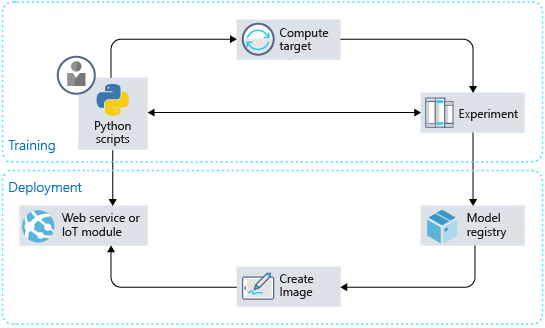 Compute
target
Python
scripts
Experiment
Training
Deployment
Web service or
IoT module
Model
registry
Create
Image